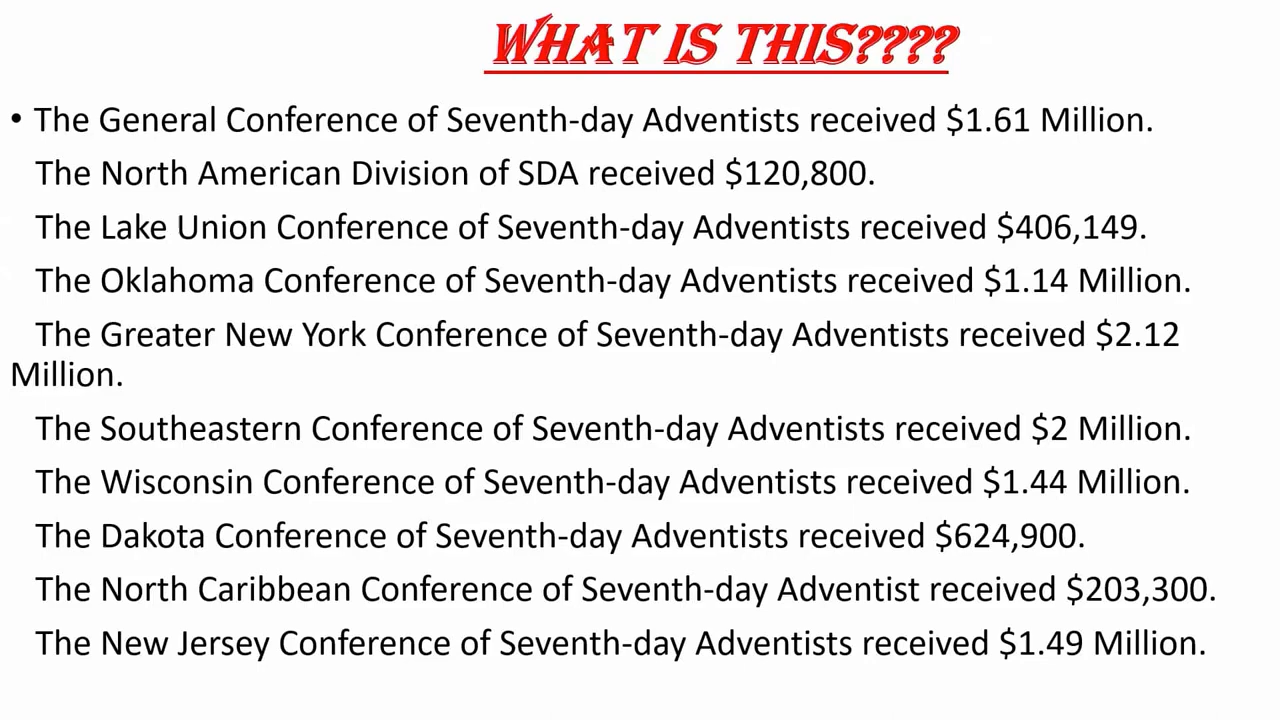 WHAT IS THIS????
• The General Conference of Seventh-day Adventists received $1.61 Million.
The North American Division of SDA received $120,800.
The Lake Union Conference of Seventh-day Adventists received $406,149.
The Oklahoma Conference of Seventh-day Adventists received $1.14 Million.
The Greater New York Conference of Seventh-day Adventists received $2.12
Million.
The Southeastern Conference of Seventh-day Adventists received $2 Million.
The Wisconsin Conference of Seventh-day Adventists received $1.44 Million.
The Dakota Conference of Seventh-day Adventists received $624,900.
The North Caribbean Conference of Seventh-day Adventist received $203,300.
The New Jersey Conference of Seventh-day Adventists received $1.49 Million.